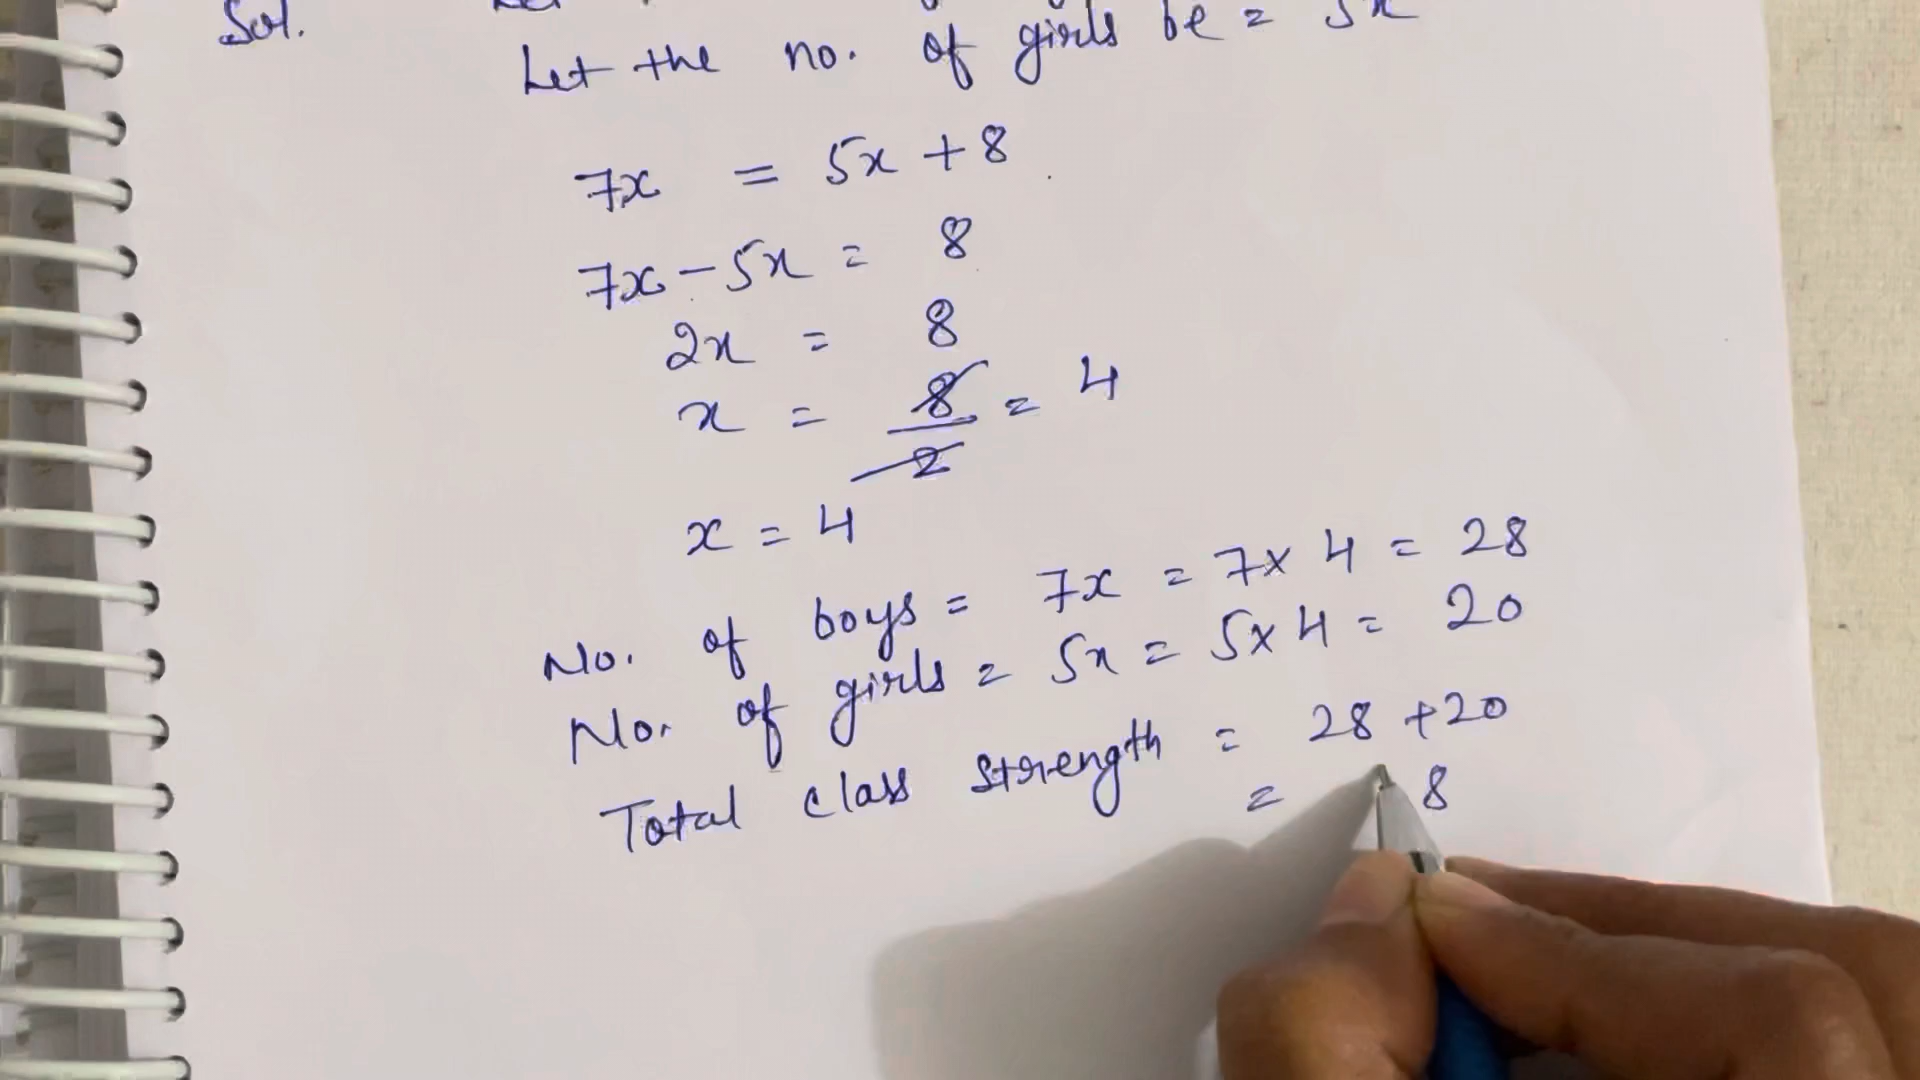 Sol.
Let the no. of girls be = 5x
7x = 5x + 8
7x - 5x = 8
2x = 8
x = 8/2 = 4
x = 4
No. of boys = 7x = 7 x 4 = 28
No. of girls = 5x = 5 x 4 = 20
Total class strength = 28 + 20
= 8